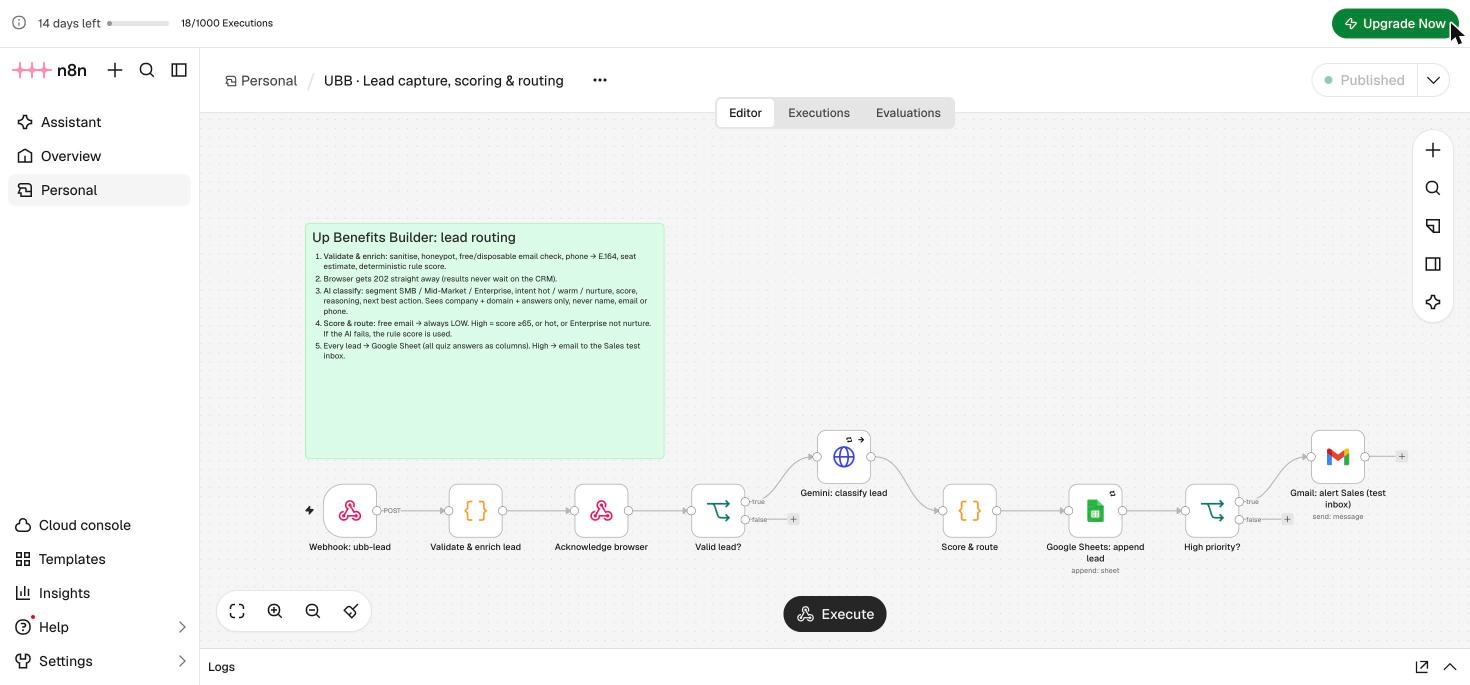 14 days left
18/1000 Executions
Upgrade Now
n8n
Personal / UBB · Lead capture, scoring & routing
Published
Editor
Executions
Evaluations
Assistant
Overview
Personal
Up Benefits Builder: lead routing
1. Validate & enrich: sanitise, honeypot, free/disposable email check, phone → E.164, seat
estimate, deterministic rule score.
2. Browser gets 202 straight away (results never wait on the CRM).
3. AI classify: segment SMB / Mid-Market / Enterprise, intent hot / warm / nurture, score,
reasoning, next best action. Sees company + domain + answers only, never name, email or
phone.
4. Score & route: free email → always LOW. High = score ≥65, or hot, or Enterprise not nurture.
If the AI fails, the rule score is used.
5. Every lead → Google Sheet (all quiz answers as columns). High → email to the Sales test
inbox.
POST
Webhook: ubb-lead
Validate & enrich lead
Acknowledge browser
true
false
Valid lead?
Gemini: classify lead
Score & route
Google Sheets: append
lead
append: sheet
true
false
High priority?
Gmail: alert Sales (test
inbox)
send: message
Cloud console
Templates
Insights
Help
Settings
Execute
Logs